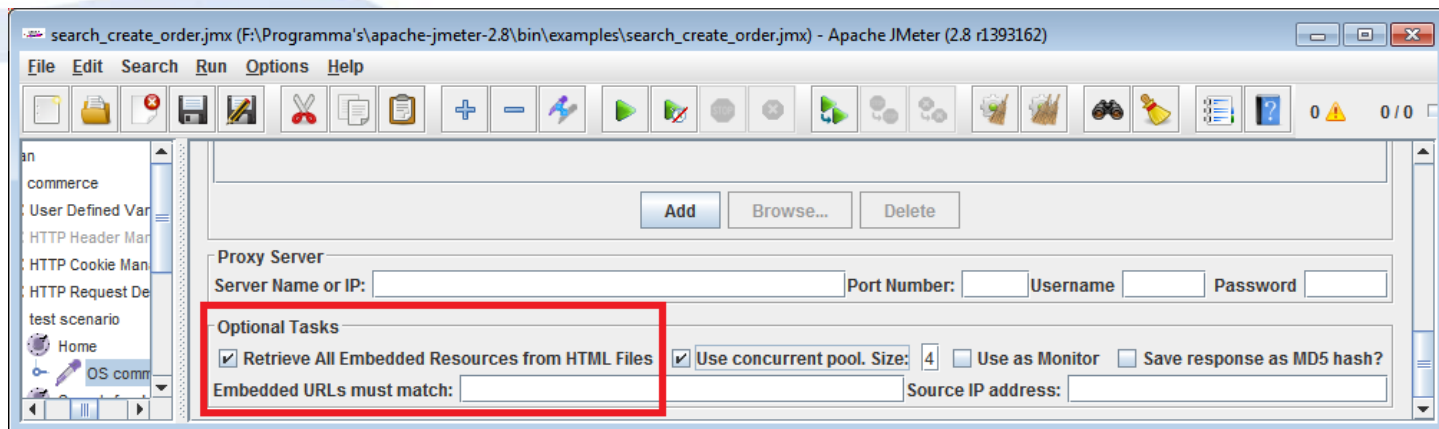 search_create_order.jmx (F:\Programma's\apache-jmeter-2.8\bin\examples\search_create_order.jmx) - Apache JMeter (2.8 r1393162)
File Edit Search Run Options Help
0 0 / 0
an
commerce
User Defined Var
HTTP Header Mar
HTTP Cookie Man
HTTP Request De
test scenario
Home
OS comm
Add Browse... Delete
Proxy Server
Server Name or IP: Port Number: Username Password
Optional Tasks
Retrieve All Embedded Resources from HTML Files Use concurrent pool. Size: 4 Use as Monitor Save response as MD5 hash?
Embedded URLs must match: Source IP address: